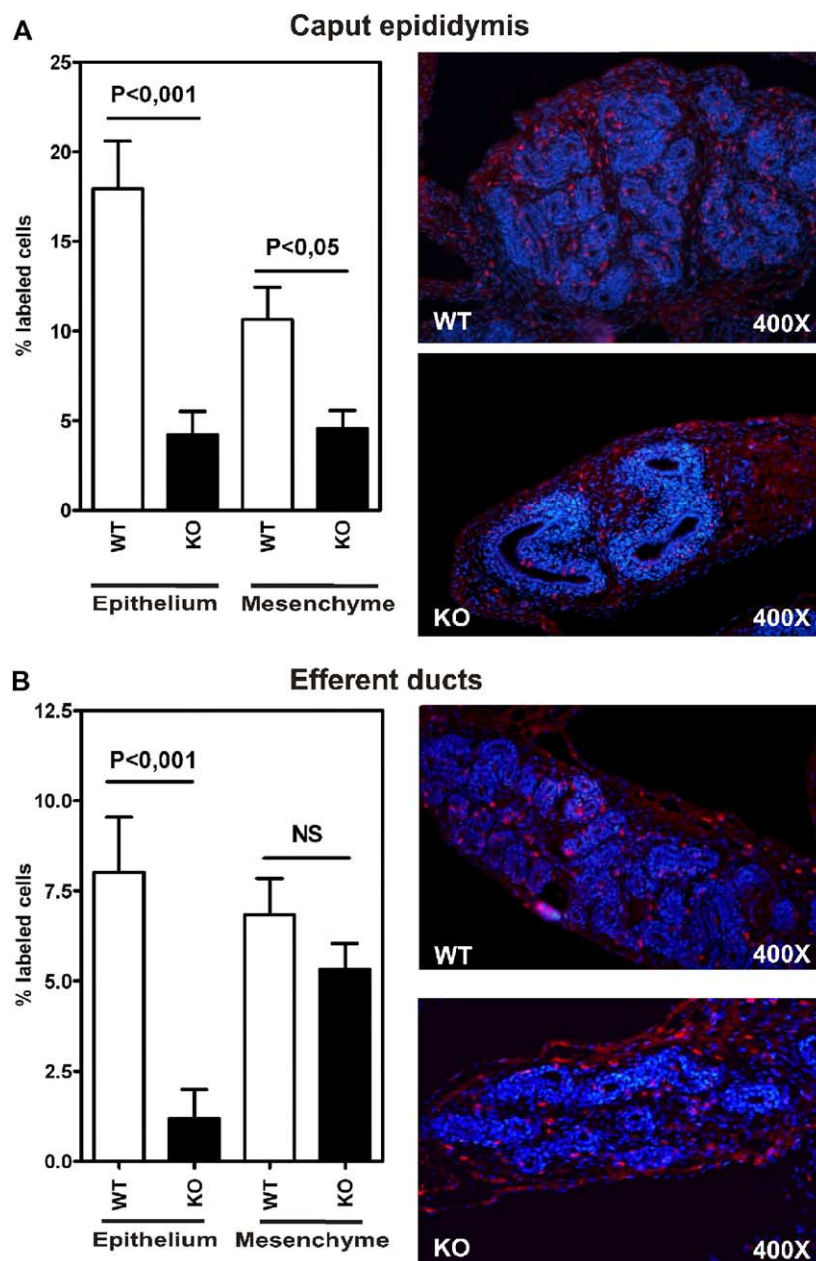 A
Caput epididymis
25
20
15
10
5
0
% labeled cells
P<0,001
P<0,05
WT
KO
WT
KO
Epithelium
Mesenchyme
WT 400X
KO 400X
B
Efferent ducts
12.5
10.0
7.5
5.0
2.5
0.0
% labeled cells
P<0,001
NS
WT
KO
WT
KO
Epithelium
Mesenchyme
WT 400X
KO 400X